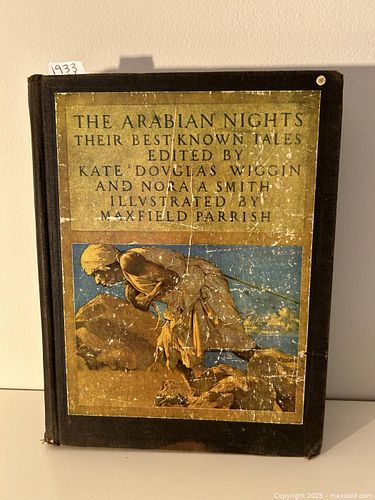 1933
THE ARABIAN NIGHTS
THEIR BEST-KNOWN TALES
EDITED BY
KATE DOVGLAS WIGGIN
AND NORA A SMITH
ILLVSTRATED BY
MAXFIELD PARRISH
Copyright 2025 - maxsold.com